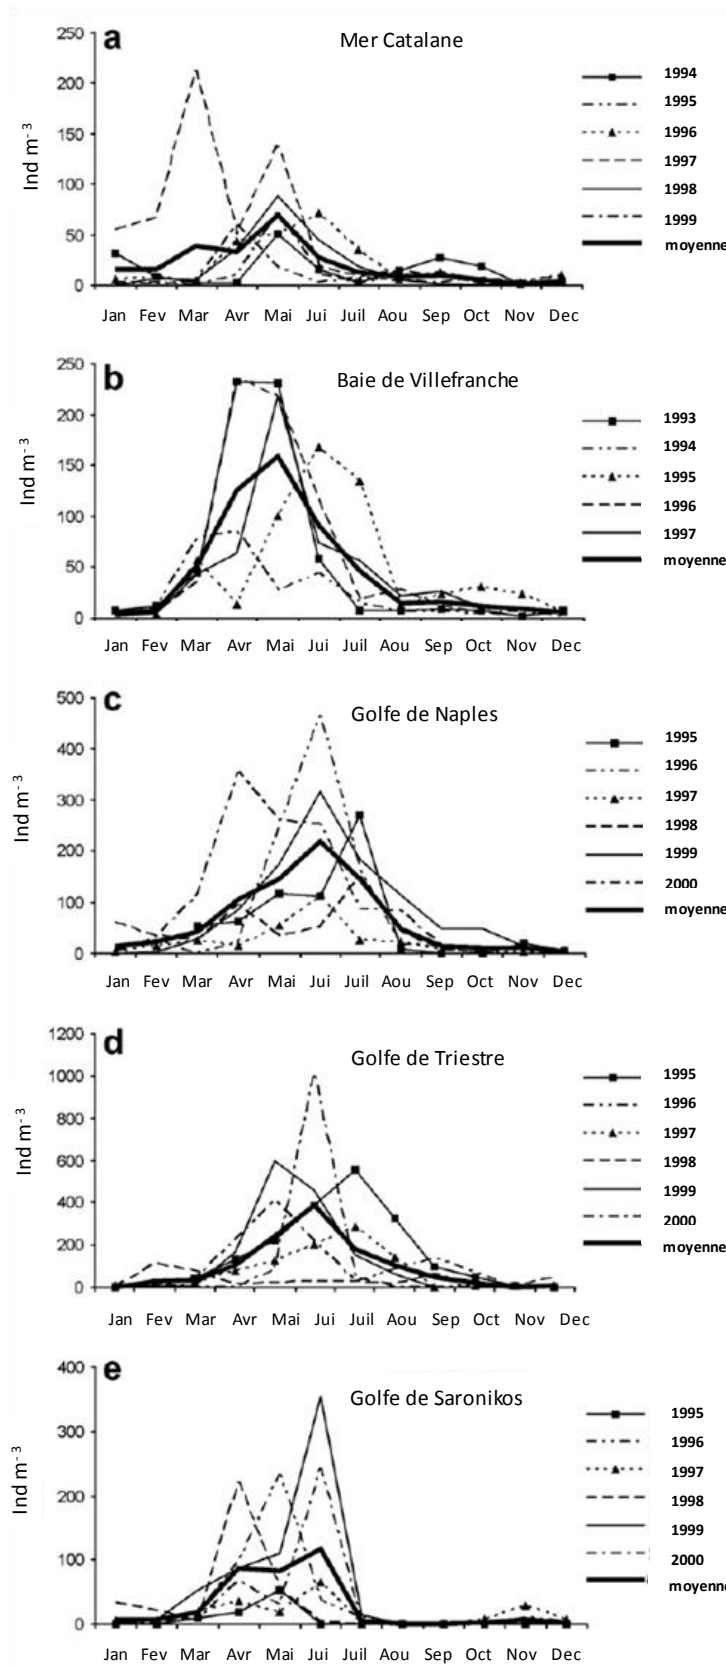 a
Mer Catalane
250
200
150
100
50
0
Ind m-3
Jan Fev Mar Avr Mai Jui Juil Aou Sep Oct Nov Dec
1994
1995
1996
1997
1998
1999
moyenne
b
Baie de Villefranche
250
200
150
100
50
0
Ind m-3
Jan Fev Mar Avr Mai Jui Juil Aou Sep Oct Nov Dec
1993
1994
1995
1996
1997
moyenne
c
Golfe de Naples
500
400
300
200
100
0
Ind m-3
Jan Fev Mar Avr Mai Jui Juil Aou Sep Oct Nov Dec
1995
1996
1997
1998
1999
2000
moyenne
d
Golfe de Triestre
1200
1000
800
600
400
200
0
Ind m-3
Jan Fev Mar Avr Mai Jui Juil Aou Sep Oct Nov Dec
1995
1996
1997
1998
1999
2000
moyenne
e
Golfe de Saronikos
400
300
200
100
0
Ind m-3
Jan Fev Mar Avr Mai Jui Juil Aou Sep Oct Nov Dec
1995
1996
1997
1998
1999
2000
moyenne